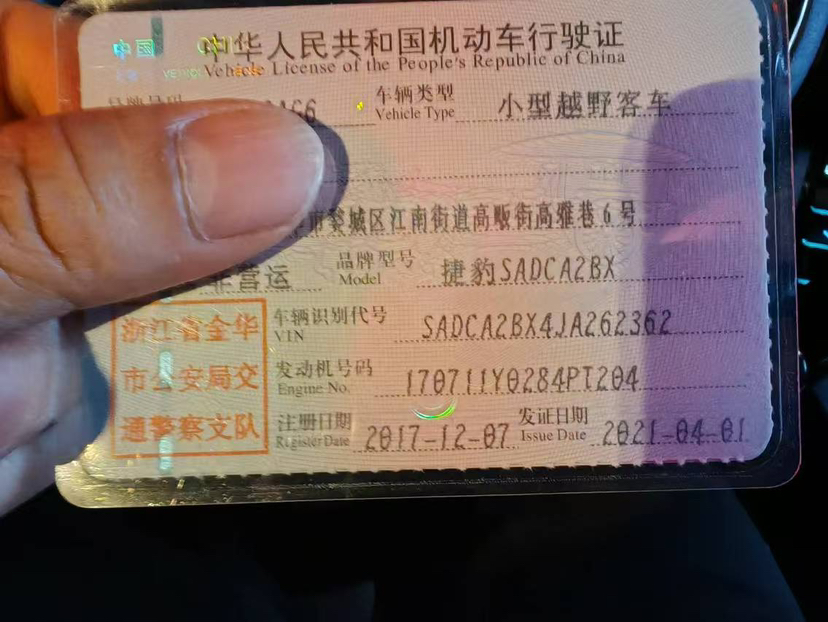 中华人民共和国机动车行驶证
Vehicle License of the People's Republic of China
车辆类型 小型越野客车
Vehicle Type
市婺城区江南街道高畈街高雅巷6号
非营运 品牌型号 捷豹SADCA2BX
Model
车辆识别代号 SADCA2BX4JA262362
VIN
发动机号码 170711Y0284PT204
Engine No.
注册日期 2017-12-07 发证日期 2021-04-01
Register Date Issue Date
浙江省金华
市公安局交
通警察支队